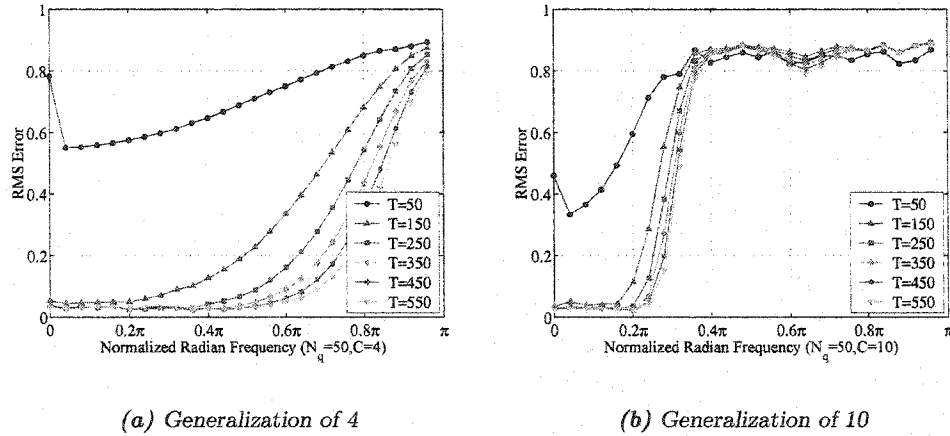 1
0.8
0.6
0.4
0.2
0
RMS Error
T=50
T=150
T=250
T=350
T=450
T=550
0
0.2π
0.4π
0.6π
0.8π
π
Normalized Radian Frequency (N_q=50,C=4)
(a) Generalization of 4
1
0.8
0.6
0.4
0.2
0
RMS Error
T=50
T=150
T=250
T=350
T=450
T=550
0
0.2π
0.4π
0.6π
0.8π
π
Normalized Radian Frequency (N_q=50,C=10)
(b) Generalization of 10